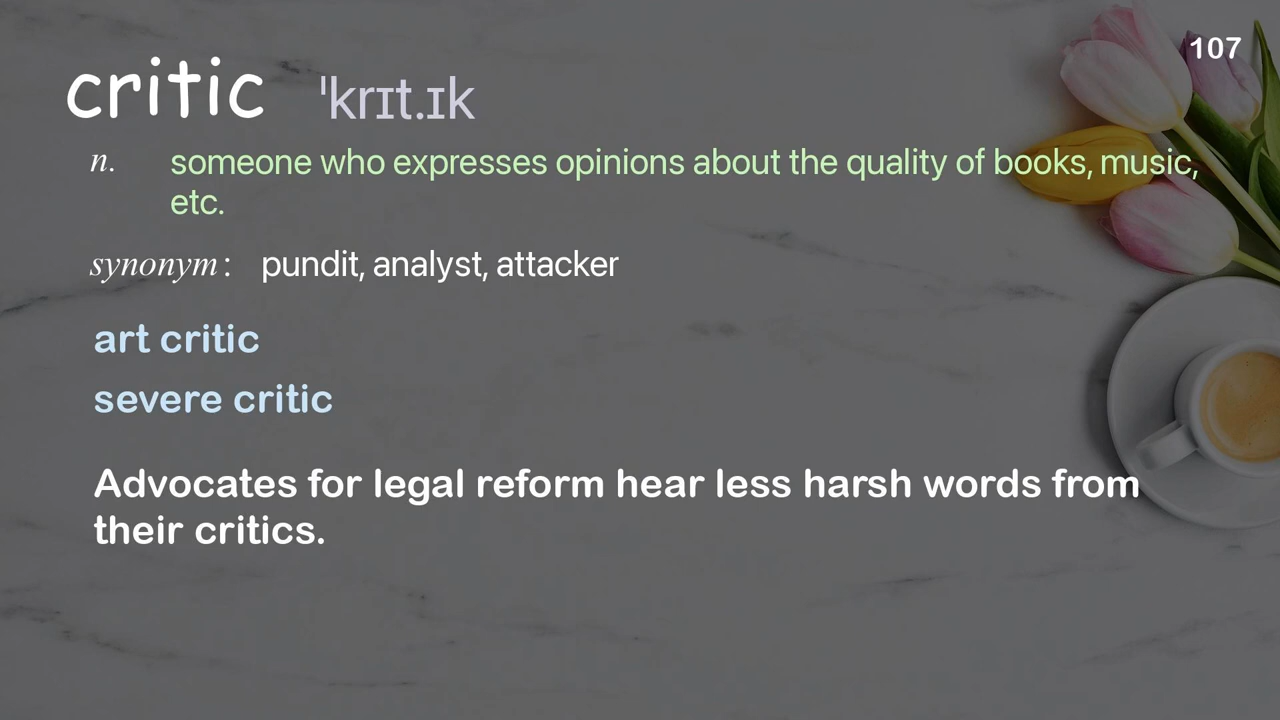 107
critic ˈkrɪt.ɪk
n. someone who expresses opinions about the quality of books, music,
etc.
synonym: pundit, analyst, attacker
art critic
severe critic
Advocates for legal reform hear less harsh words from
their critics.